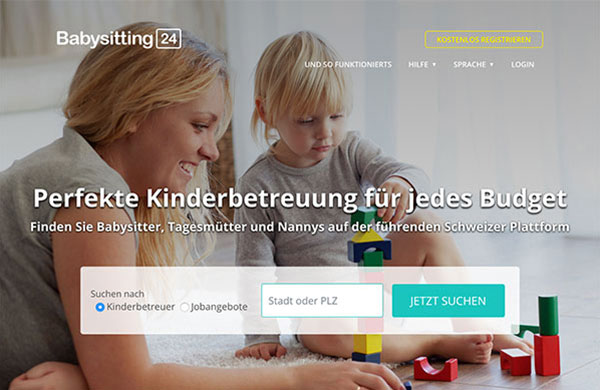 Babysitting 24
KOSTENLOS REGISTRIEREN
UND SO FUNKTIONIERTS HILFE SPRACHE LOGIN
Perfekte Kinderbetreuung für jedes Budget
Finden Sie Babysitter, Tagesmütter und Nannys auf der führenden Schweizer Plattform
Suchen nach
Kinderbetreuer Jobangebote
Stadt oder PLZ
JETZT SUCHEN